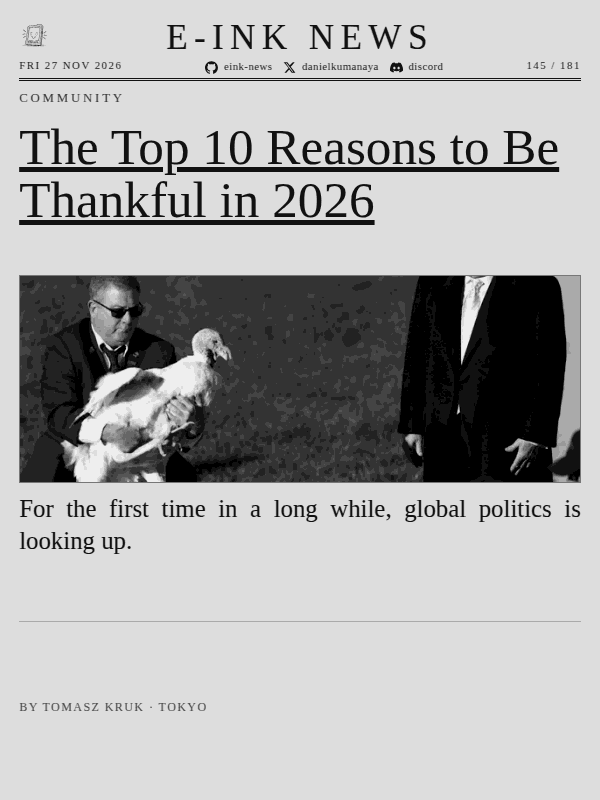 E-INK NEWS
FRI 27 NOV 2026
eink-news danielkumanaya discord
145 / 181
COMMUNITY
The Top 10 Reasons to Be
Thankful in 2026
For the first time in a long while, global politics is
looking up.
BY TOMASZ KRUK · TOKYO